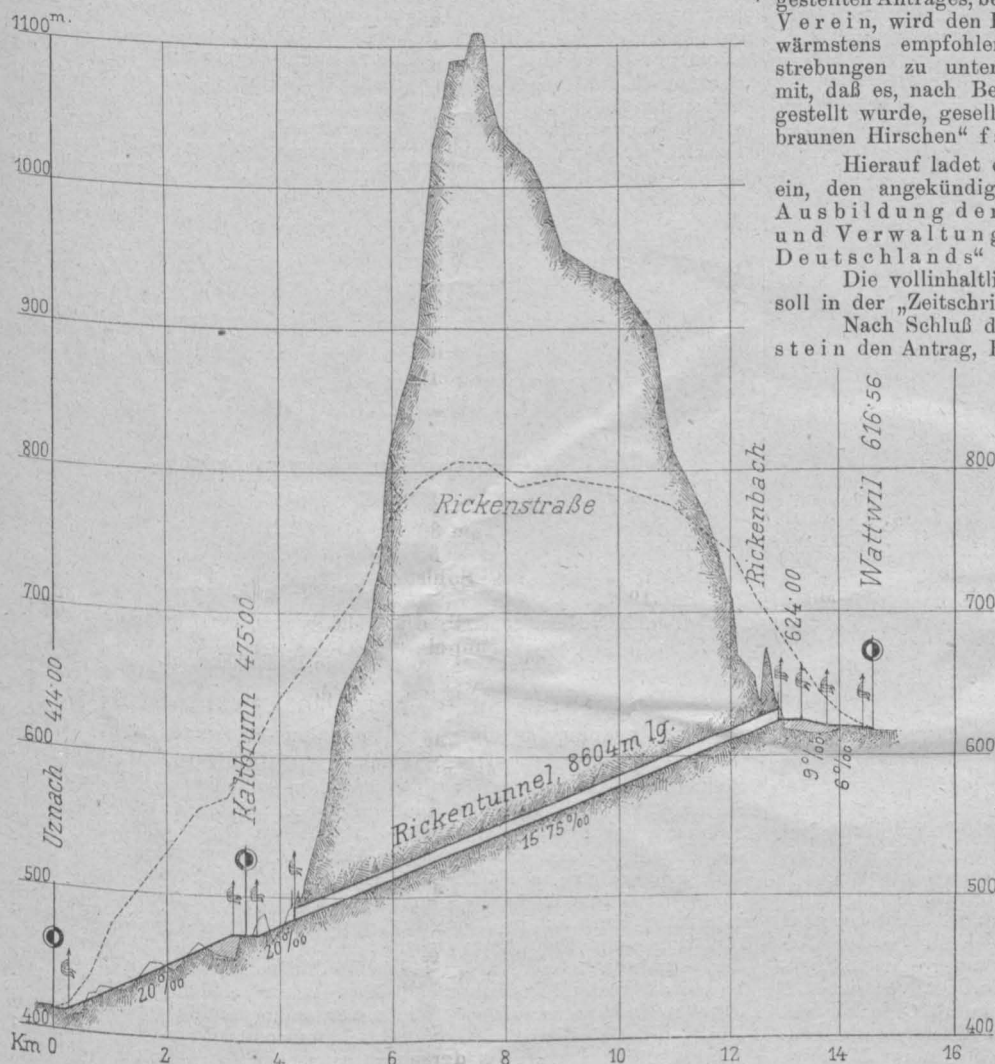 gestellten Antrages, be
Verein, wird den
wärmstens empfohlen
strebungen zu unter
mit, daß es, nach Be
gestellt wurde, gesell
braunen Hirschen“ f
Hierauf ladet
ein, den angekündig
Ausbildung der
und Verwaltung
Deutschlands“
Die vollinhaltli
soll in der „Zeitschri
Nach Schluß d
stein den Antrag,
1100 m.
1000
900
800
700
600
500
400
Rickenstraße
Rickenbach
624·00
Wattwil 616·56
Uznach 414·00
Kaltbrunn 475·00
Rickentunnel, 8604 m lg.
15·75‰
20‰
20‰
9‰
6‰
800
700
600
500
400
Km 0 2 4 6 8 10 12 14 16